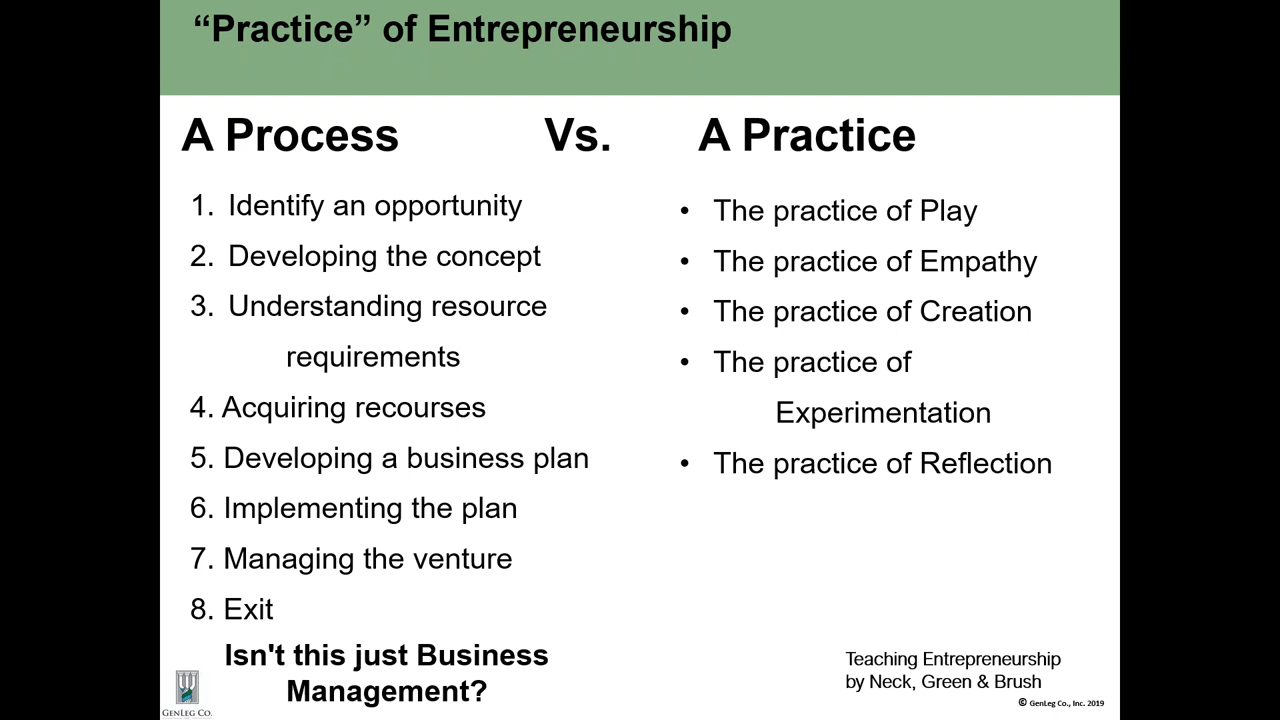 “Practice” of Entrepreneurship
A Process Vs. A Practice
1. Identify an opportunity
2. Developing the concept
3. Understanding resource
requirements
4. Acquiring recourses
5. Developing a business plan
6. Implementing the plan
7. Managing the venture
8. Exit
Isn't this just Business
Management?
• The practice of Play
• The practice of Empathy
• The practice of Creation
• The practice of
Experimentation
• The practice of Reflection
Teaching Entrepreneurship
by Neck, Green & Brush
© GenLeg Co., Inc. 2019
GENLEG CO.